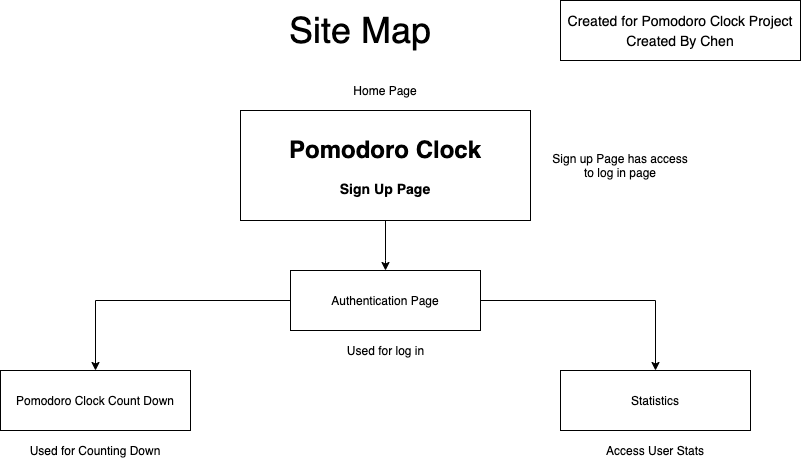 Site Map
Created for Pomodoro Clock Project
Created By Chen
Home Page
Pomodoro Clock
Sign Up Page
Sign up Page has access
to log in page
Authentication Page
Used for log in
Pomodoro Clock Count Down
Statistics
Used for Counting Down
Access User Stats